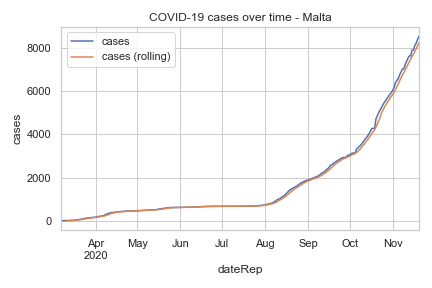 COVID-19 cases over time - Malta
cases
cases (rolling)
8000
6000
4000
2000
0
cases
Apr
2020
May
Jun
Jul
Aug
Sep
Oct
Nov
dateRep